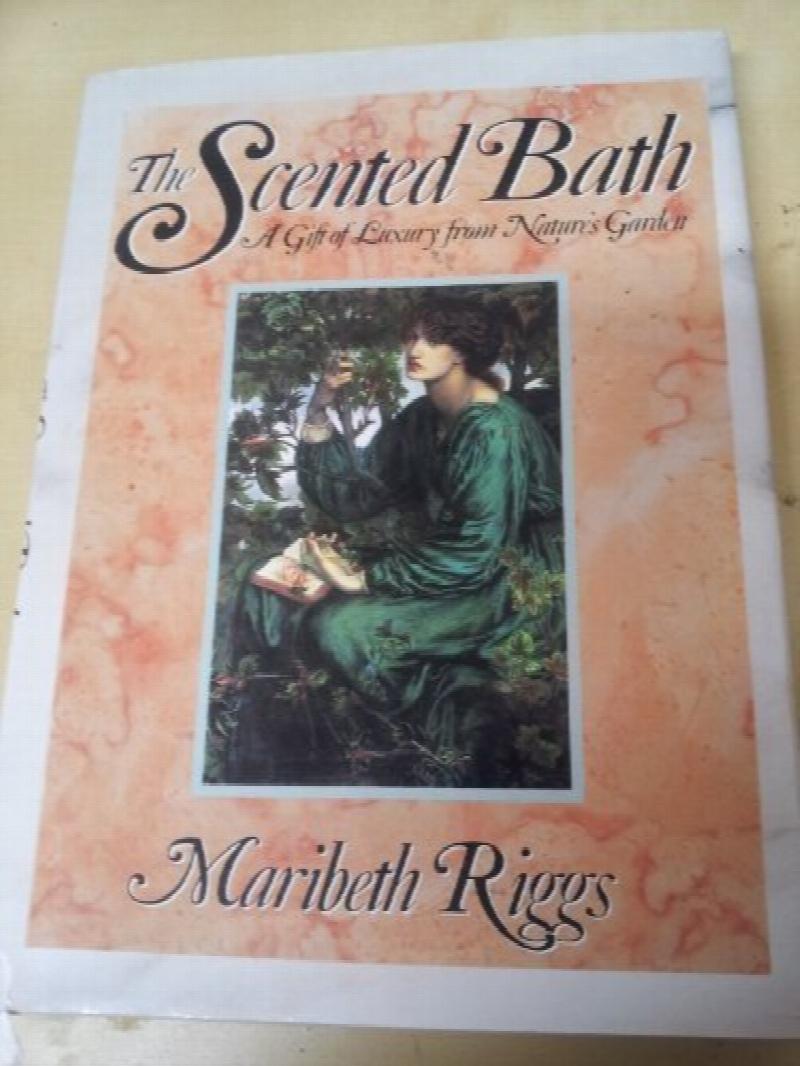 The Scented Bath
A Gift of Luxury from Nature's Garden
Maribeth Riggs